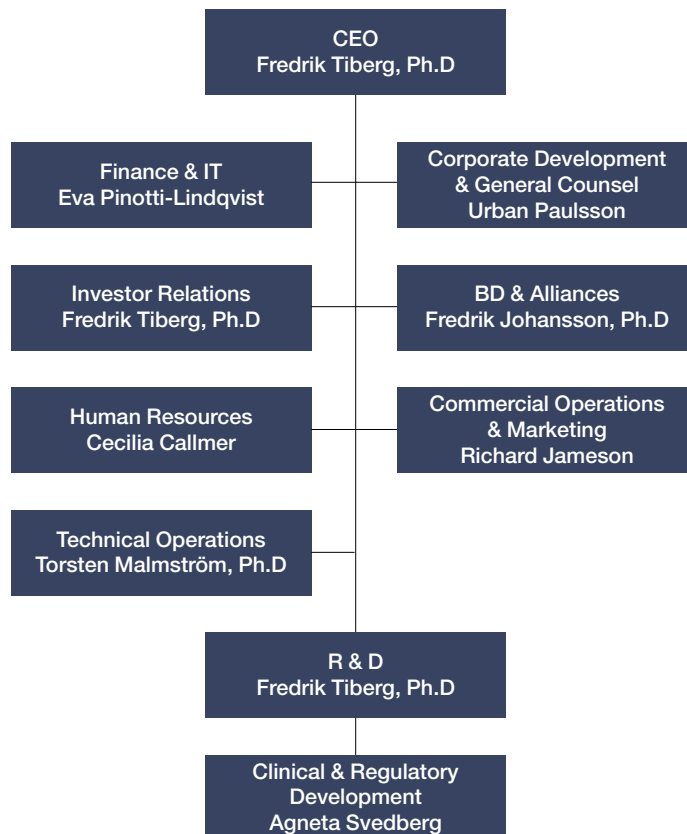 CEO
Fredrik Tiberg, Ph.D
Finance & IT
Eva Pinotti-Lindqvist
Corporate Development
& General Counsel
Urban Paulsson
Investor Relations
Fredrik Tiberg, Ph.D
BD & Alliances
Fredrik Johansson, Ph.D
Human Resources
Cecilia Callmer
Commercial Operations
& Marketing
Richard Jameson
Technical Operations
Torsten Malmström, Ph.D
R & D
Fredrik Tiberg, Ph.D
Clinical & Regulatory
Development
Agneta Svedberg